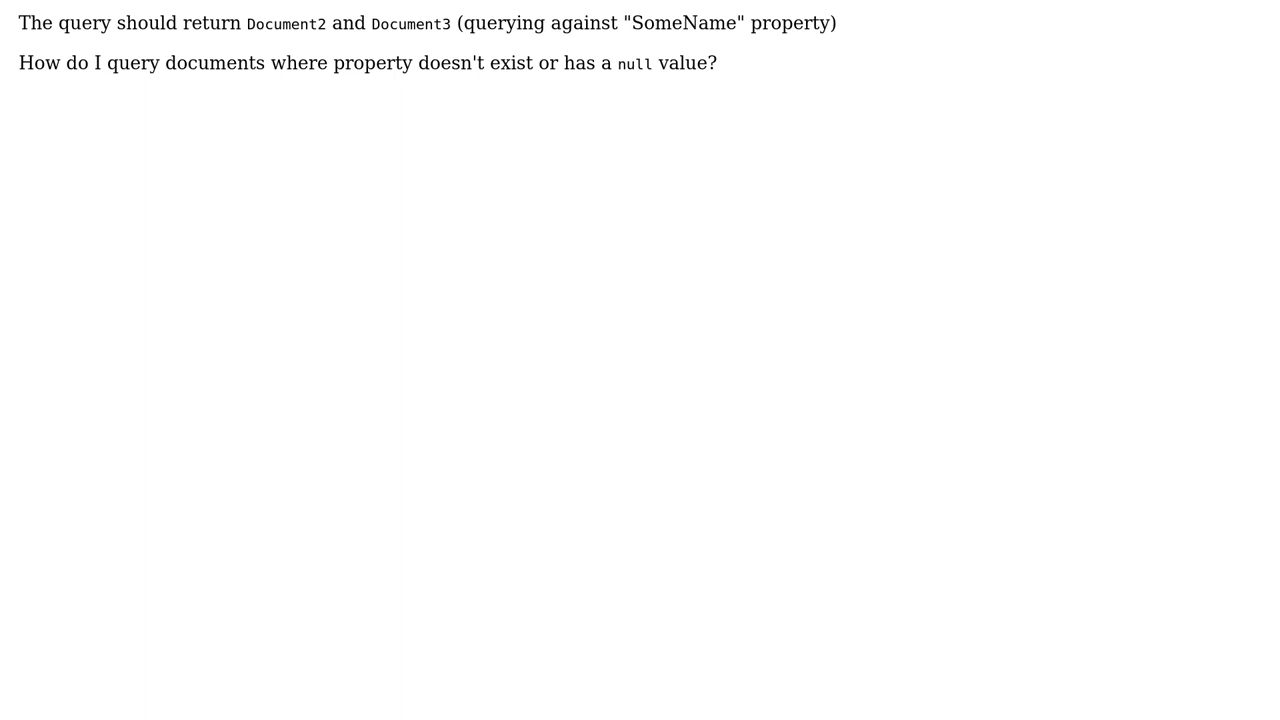 The query should return Document2 and Document3 (querying against "SomeName" property)
How do I query documents where property doesn't exist or has a null value?